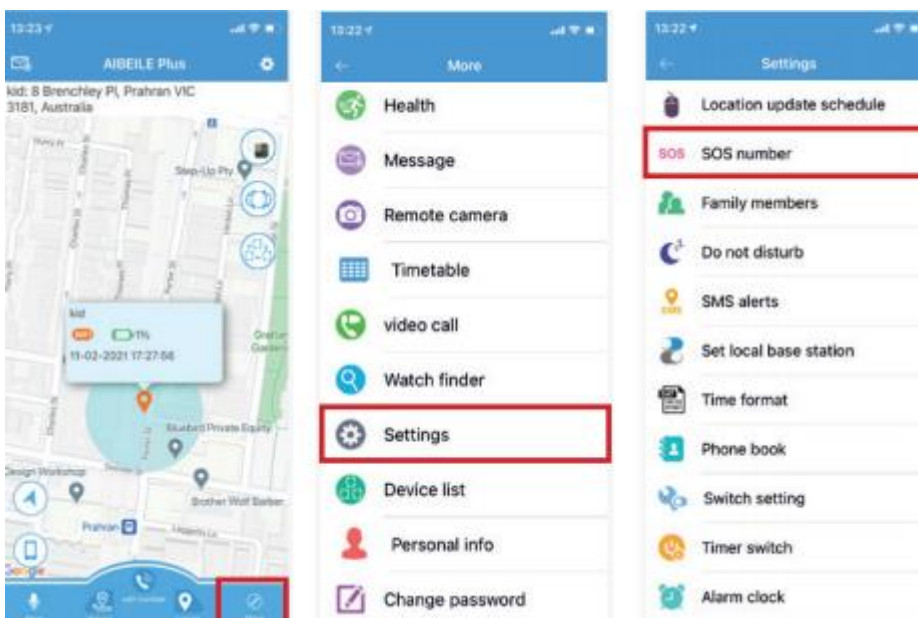 13:23
AIBEILE Plus
kid: 8 Brenchley Pl, Prahran VIC
3181, Australia
Step-Up Pty
kid
1%
11-02-2021 17:27:56
Bluebird Private Equity
Design Workshop
Brother Wolf Barber
Prahran
Google
13:22
More
Health
Message
Remote camera
Timetable
video call
Watch finder
Settings
Device list
Personal info
Change password
13:22
Settings
Location update schedule
SOS SOS number
Family members
Do not disturb
SMS alerts
Set local base station
Time format
Phone book
Switch setting
Timer switch
Alarm clock